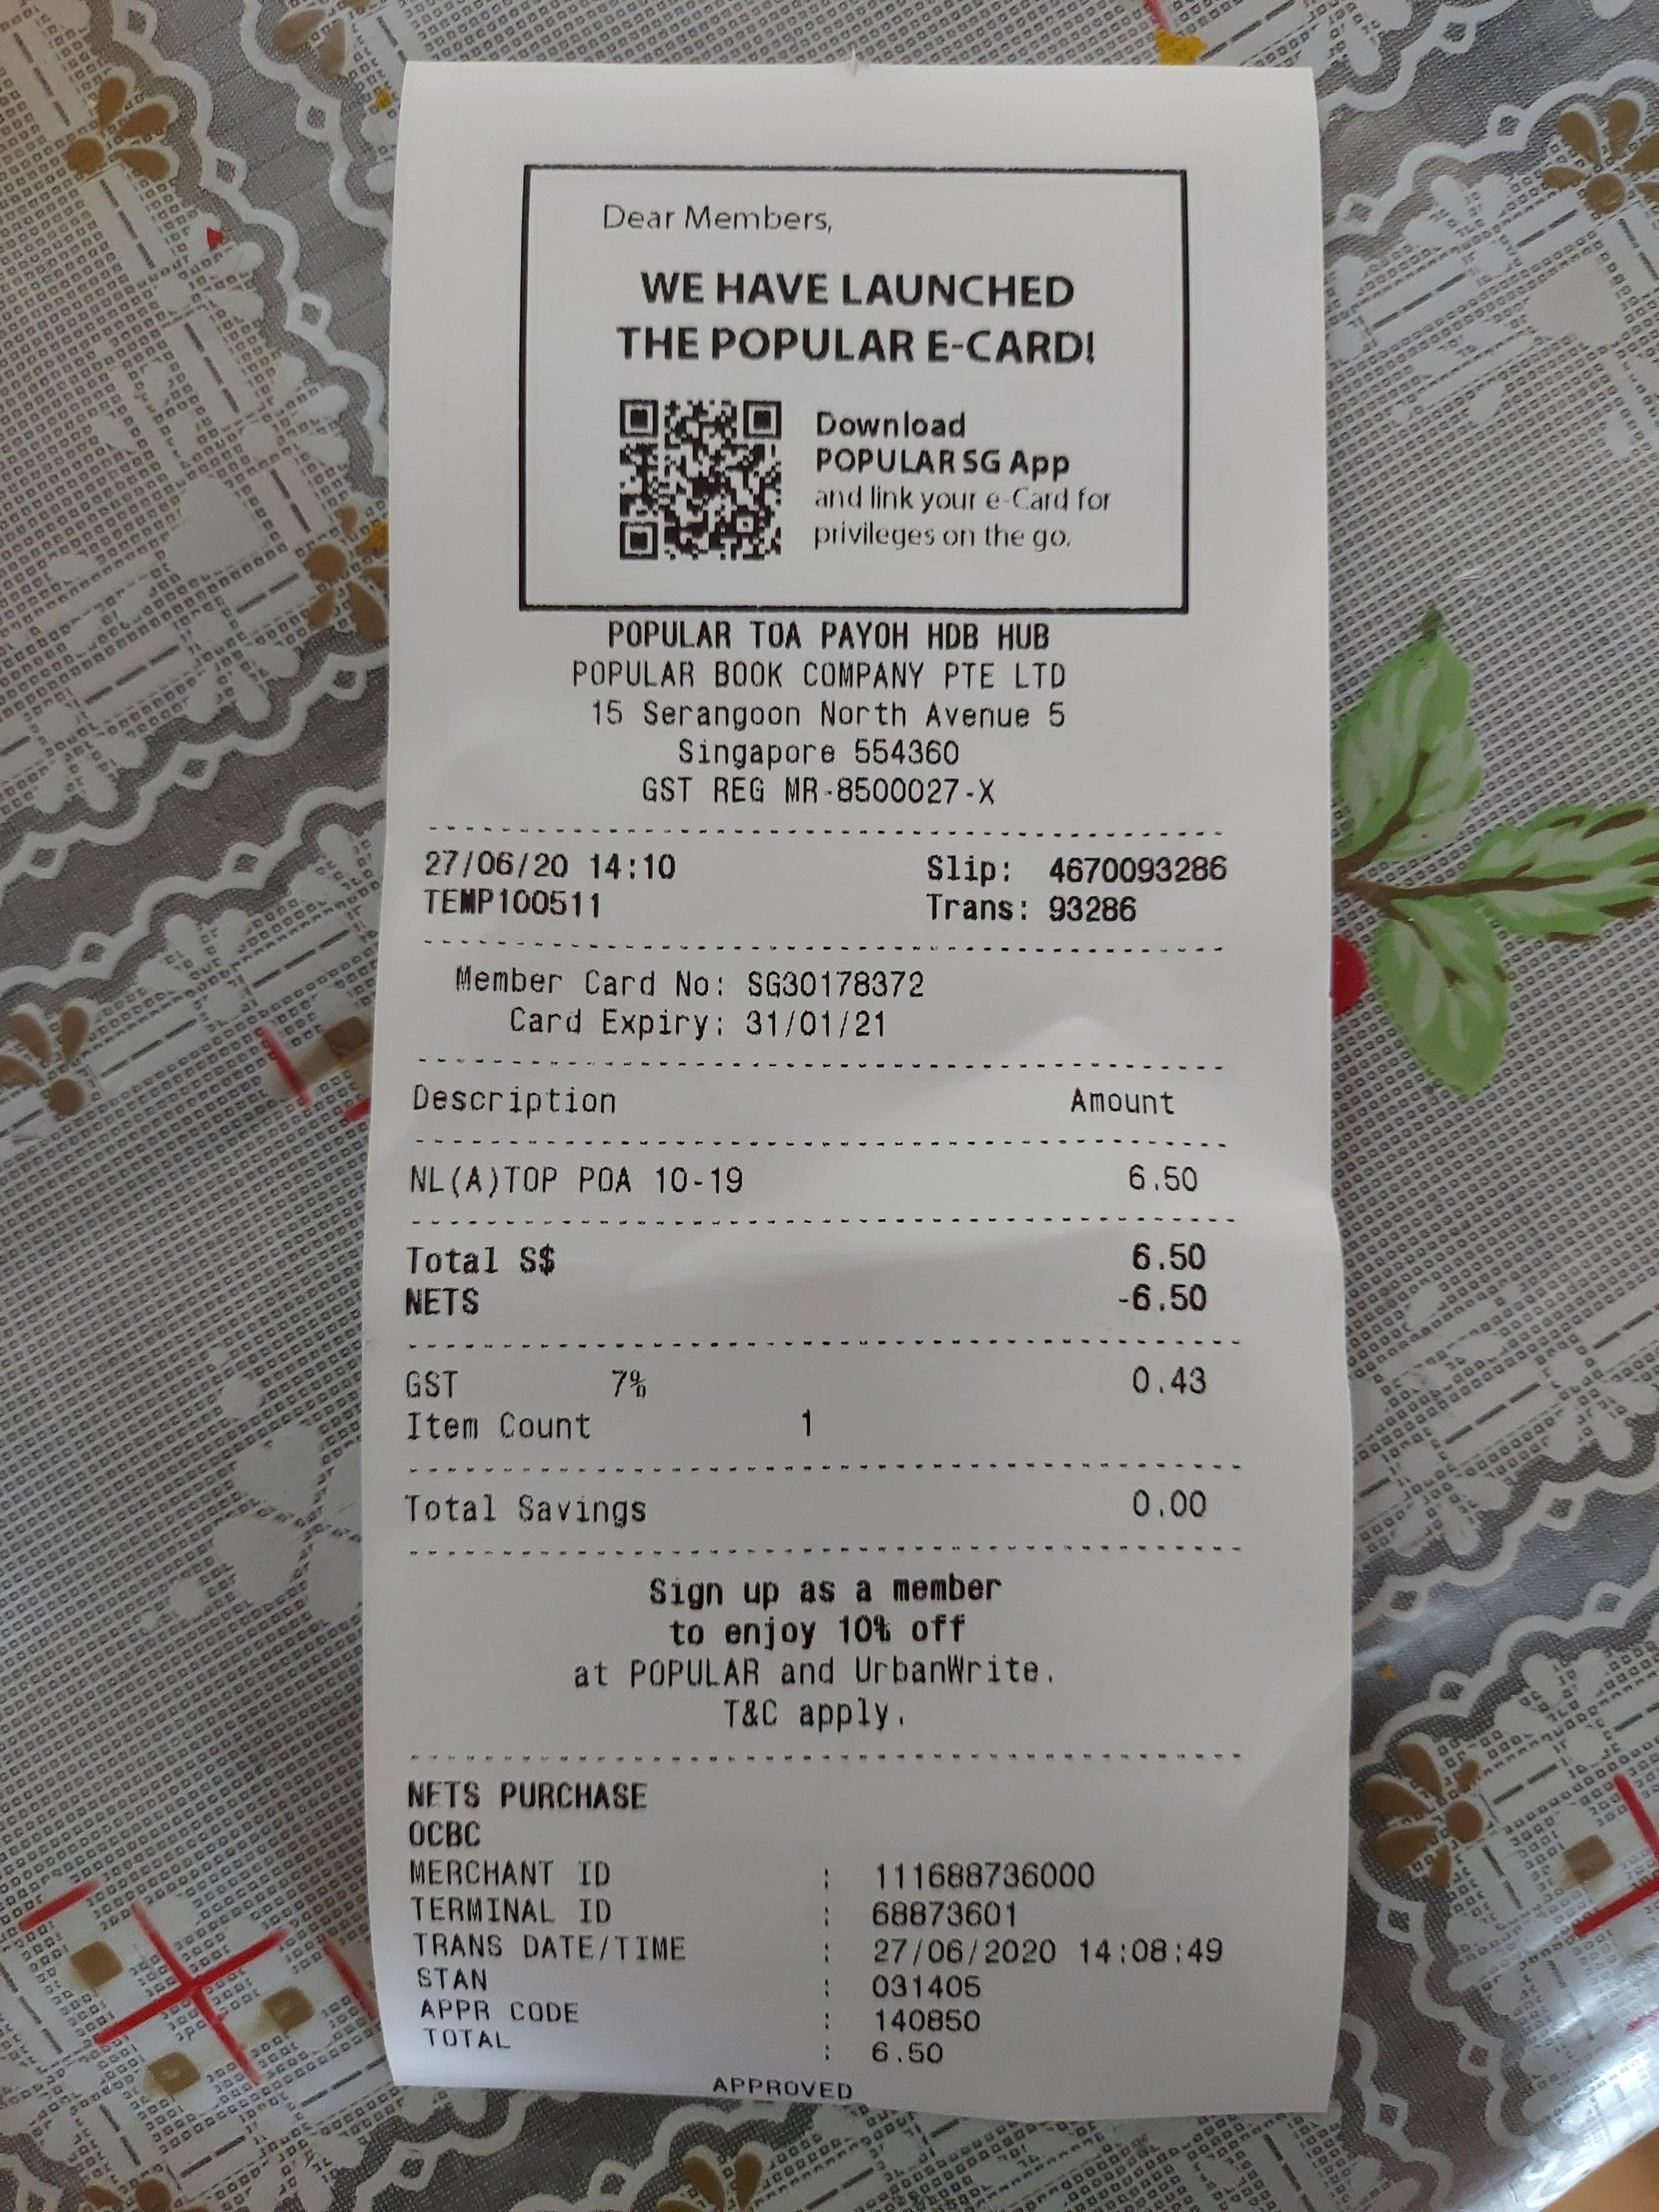 Dear Members,
WE HAVE LAUNCHED
THE POPULAR E-CARD!
Download
POPULAR SG App
and link your e-Card for
privileges on the go.
POPULAR TOA PAYOH HDB HUB
POPULAR BOOK COMPANY PTE LTD
15 Serangoon North Avenue 5
Singapore 554360
GST REG MR-8500027-X
27/06/20 14:10 Slip: 4670093286
TEMP100511 Trans: 93286
Member Card No: SG30178372
Card Expiry: 31/01/21
Description Amount
NL(A)TOP POA 10-19 6.50
Total S$ 6.50
NETS -6.50
GST 7% 0.43
Item Count 1
Total Savings 0.00
Sign up as a member
to enjoy 10% off
at POPULAR and UrbanWrite.
T&C apply.
NETS PURCHASE
OCBC
MERCHANT ID : 111688736000
TERMINAL ID : 68873601
TRANS DATE/TIME : 27/06/2020 14:08:49
STAN : 031405
APPR CODE : 140850
TOTAL : 6.50
APPROVED